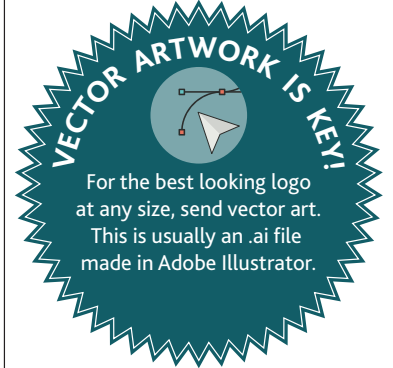 VECTOR ARTWORK IS KEY!
For the best looking logo
at any size, send vector art.
This is usually an .ai file
made in Adobe Illustrator.